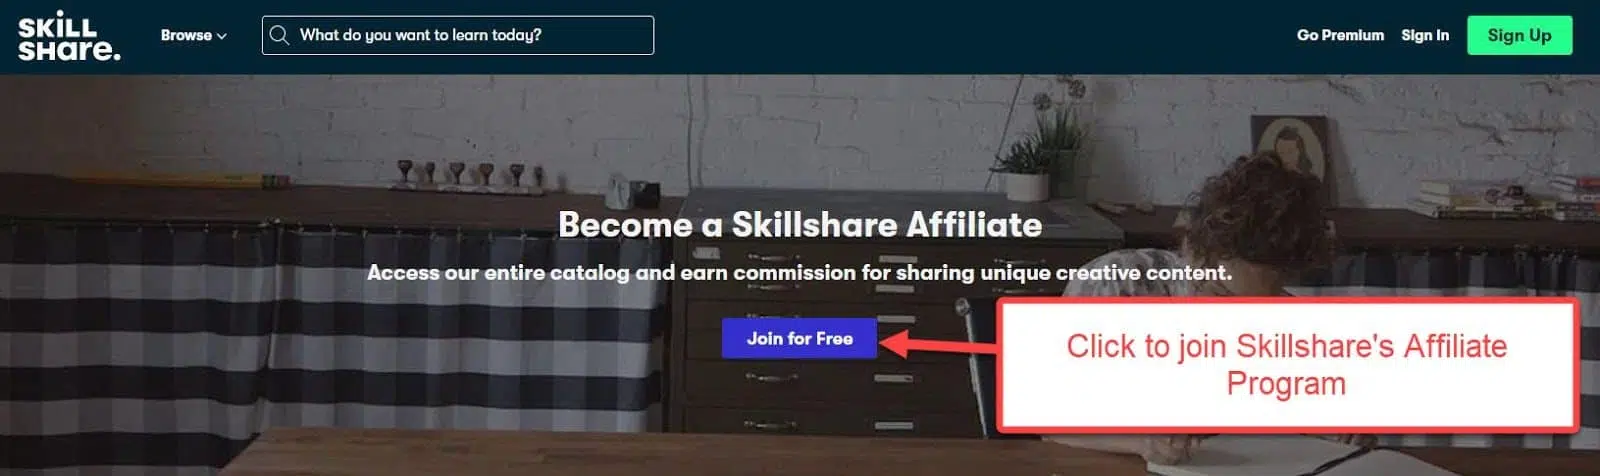 SKILL
SHare.
Browse
What do you want to learn today?
Go Premium
Sign In
Sign Up
Become a Skillshare Affiliate
Access our entire catalog and earn commission for sharing unique creative content.
Join for Free
Click to join Skillshare's Affiliate
Program